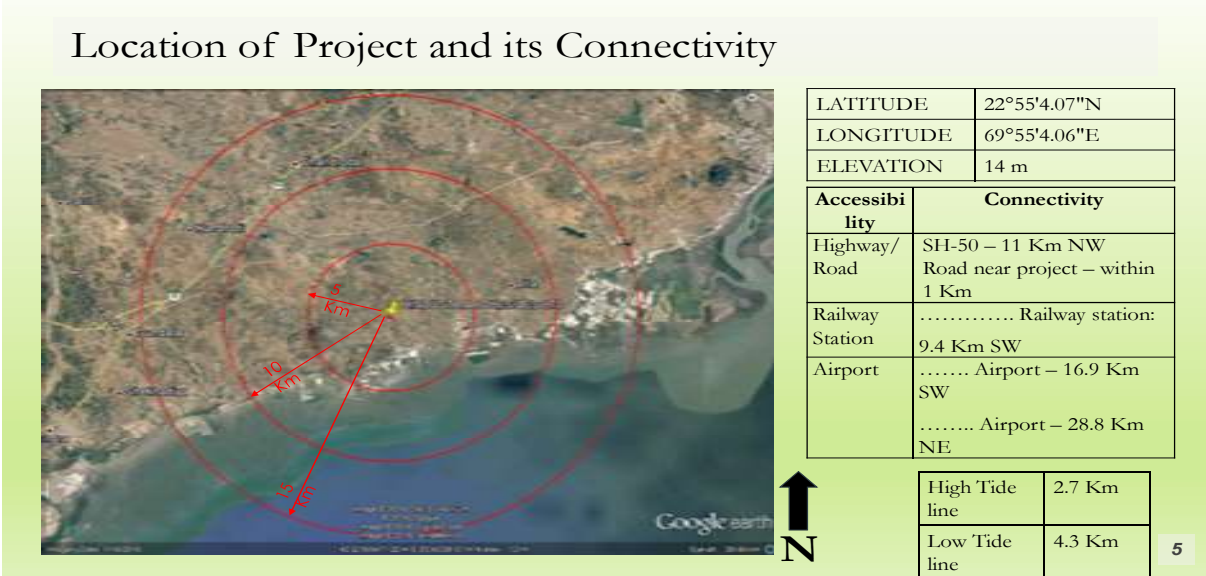 Location of Project and its Connectivity
5
Km
10
Km
15
km
Google earth
LATITUDE 22°55'4.07"N
LONGITUDE 69°55'4.06"E
ELEVATION 14 m
Accessibi
lity
Connectivity
Highway/
Road
SH-50 – 11 Km NW
Road near project – within
1 Km
Railway
Station
…………. Railway station:
9.4 Km SW
Airport
……. Airport – 16.9 Km
SW
…….. Airport – 28.8 Km
NE
N
High Tide
line
2.7 Km
Low Tide
line
4.3 Km
5